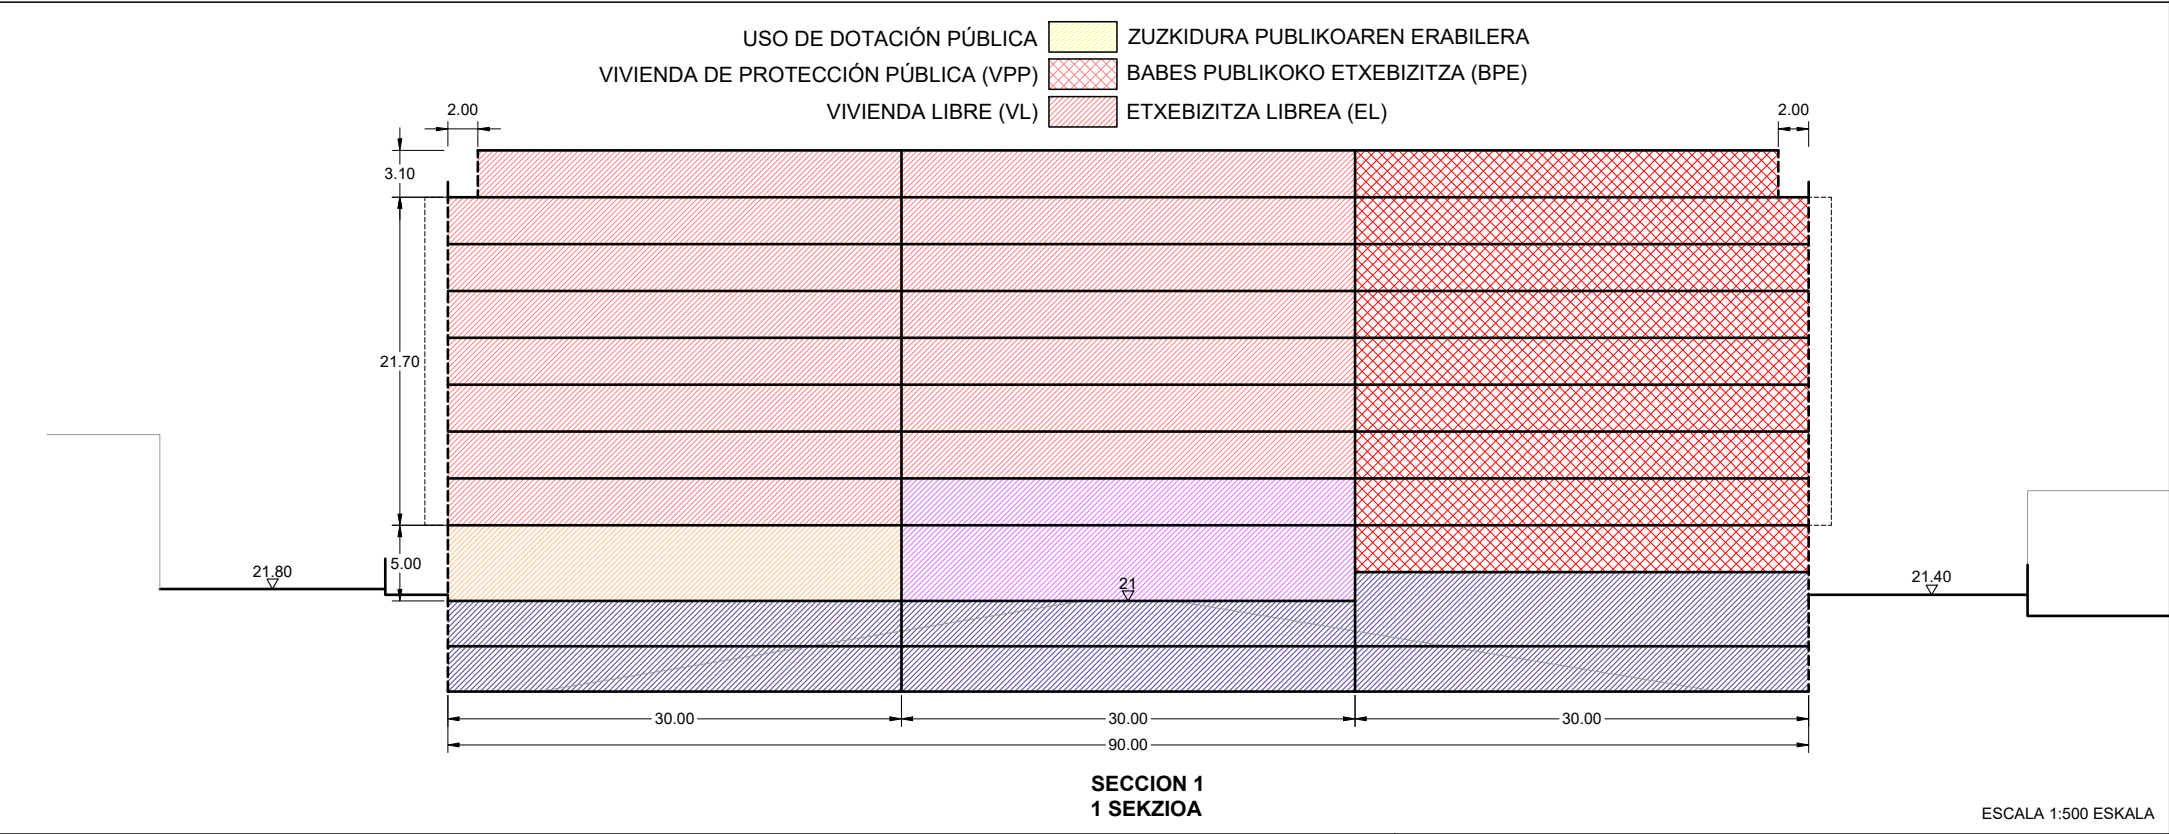 USO DE DOTACIÓN PÚBLICA ZUZKIDURA PUBLIKOAREN ERABILERA
VIVIENDA DE PROTECCIÓN PÚBLICA (VPP) BABES PUBLIKOKO ETXEBIZITZA (BPE)
VIVIENDA LIBRE (VL) ETXEBIZITZA LIBREA (EL)
2.00
2.00
3.10
21.70
5.00
21.80
21
21.40
30.00
30.00
30.00
90.00
SECCION 1
1 SEKZIOA
ESCALA 1:500 ESKALA